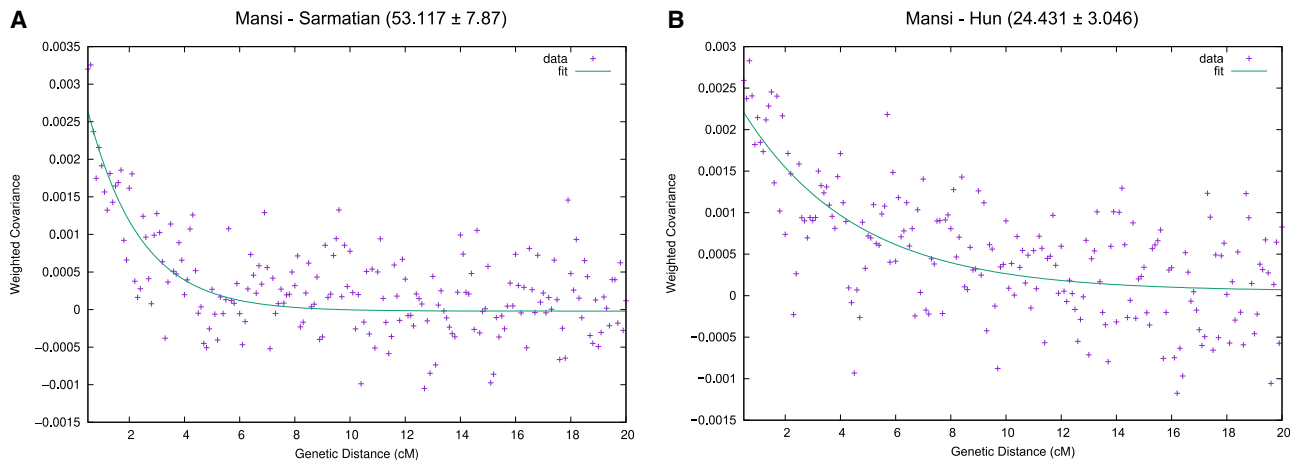 A
Mansi - Sarmatian (53.117 ± 7.87)
0.0035
0.003
0.0025
0.002
0.0015
0.001
0.0005
0
−0.0005
−0.001
−0.0015
Weighted Covariance
data
fit
2 4 6 8 10 12 14 16 18 20
Genetic Distance (cM)
B
Mansi - Hun (24.431 ± 3.046)
0.003
0.0025
0.002
0.0015
0.001
0.0005
0
−0.0005
−0.001
−0.0015
Weighted Covariance
data
fit
2 4 6 8 10 12 14 16 18 20
Genetic Distance (cM)